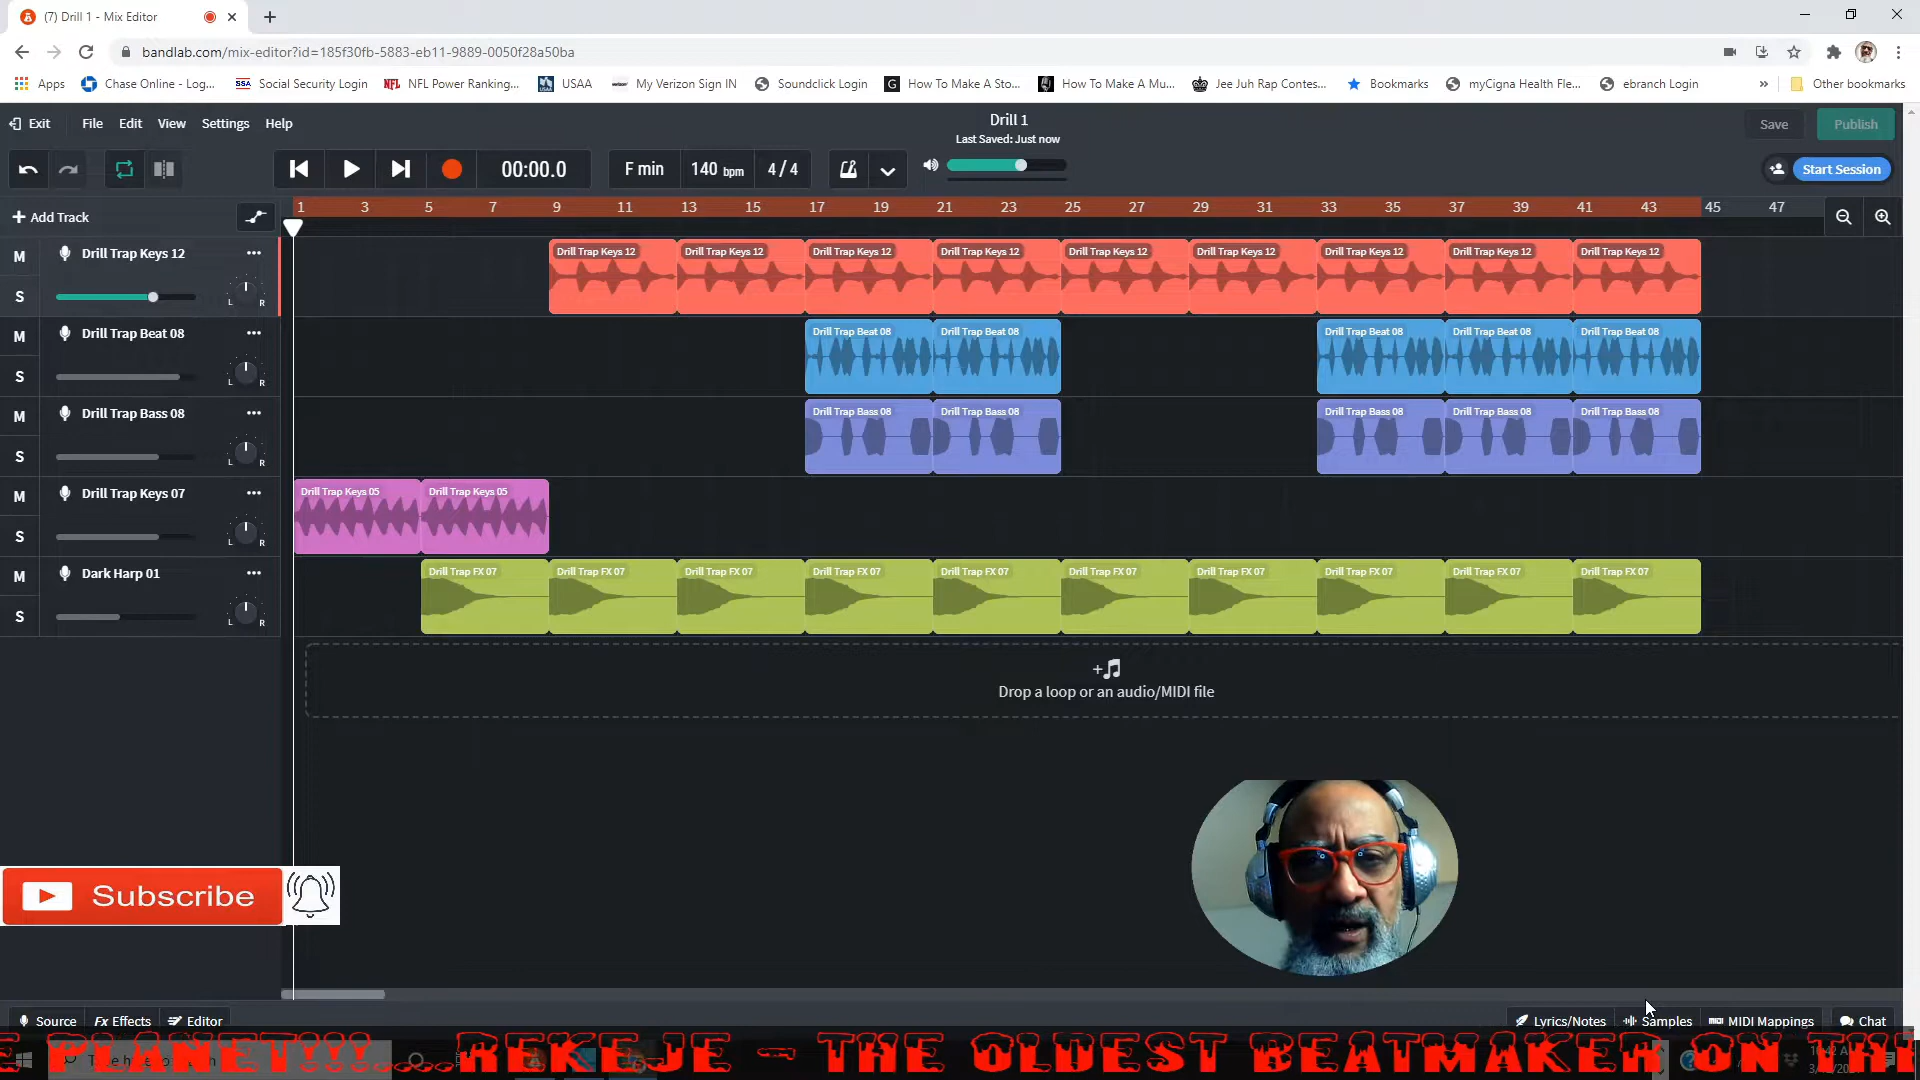 (7) Drill 1 - Mix Editor
bandlab.com/mix-editor?id=185f30fb-5883-eb11-9889-0050f28a50ba
Apps Chase Online - Log... SSA Social Security Login NFL NFL Power Ranking... USAA My Verizon Sign IN Soundclick Login G How To Make A Sto... How To Make A Mu... Jee Juh Rap Contes... Bookmarks myCigna Health Fle... ebranch Login » Other bookmarks
Exit File Edit View Settings Help Drill 1 Save Publish
Last Saved: Just now
00:00.0 F min 140 bpm 4 / 4 Start Session
+ Add Track 1 3 5 7 9 11 13 15 17 19 21 23 25 27 29 31 33 35 37 39 41 43 45 47
M Drill Trap Keys 12 ••• Drill Trap Keys 12 Drill Trap Keys 12 Drill Trap Keys 12 Drill Trap Keys 12 Drill Trap Keys 12 Drill Trap Keys 12 Drill Trap Keys 12 Drill Trap Keys 12 Drill Trap Keys 12
S L R
M Drill Trap Beat 08 ••• Drill Trap Beat 08 Drill Trap Beat 08 Drill Trap Beat 08 Drill Trap Beat 08 Drill Trap Beat 08
S L R
M Drill Trap Bass 08 ••• Drill Trap Bass 08 Drill Trap Bass 08 Drill Trap Bass 08 Drill Trap Bass 08 Drill Trap Bass 08
S L R
M Drill Trap Keys 07 ••• Drill Trap Keys 05 Drill Trap Keys 05
S L R
M Dark Harp 01 ••• Drill Trap FX 07 Drill Trap FX 07 Drill Trap FX 07 Drill Trap FX 07 Drill Trap FX 07 Drill Trap FX 07 Drill Trap FX 07 Drill Trap FX 07 Drill Trap FX 07 Drill Trap FX 07
S L R
Drop a loop or an audio/MIDI file
Subscribe
Source Fx Effects Editor Lyrics/Notes Samples MIDI Mappings Chat
E PLANET!!!.....REKEJE - THE OLDEST BEATMAKER ON TH